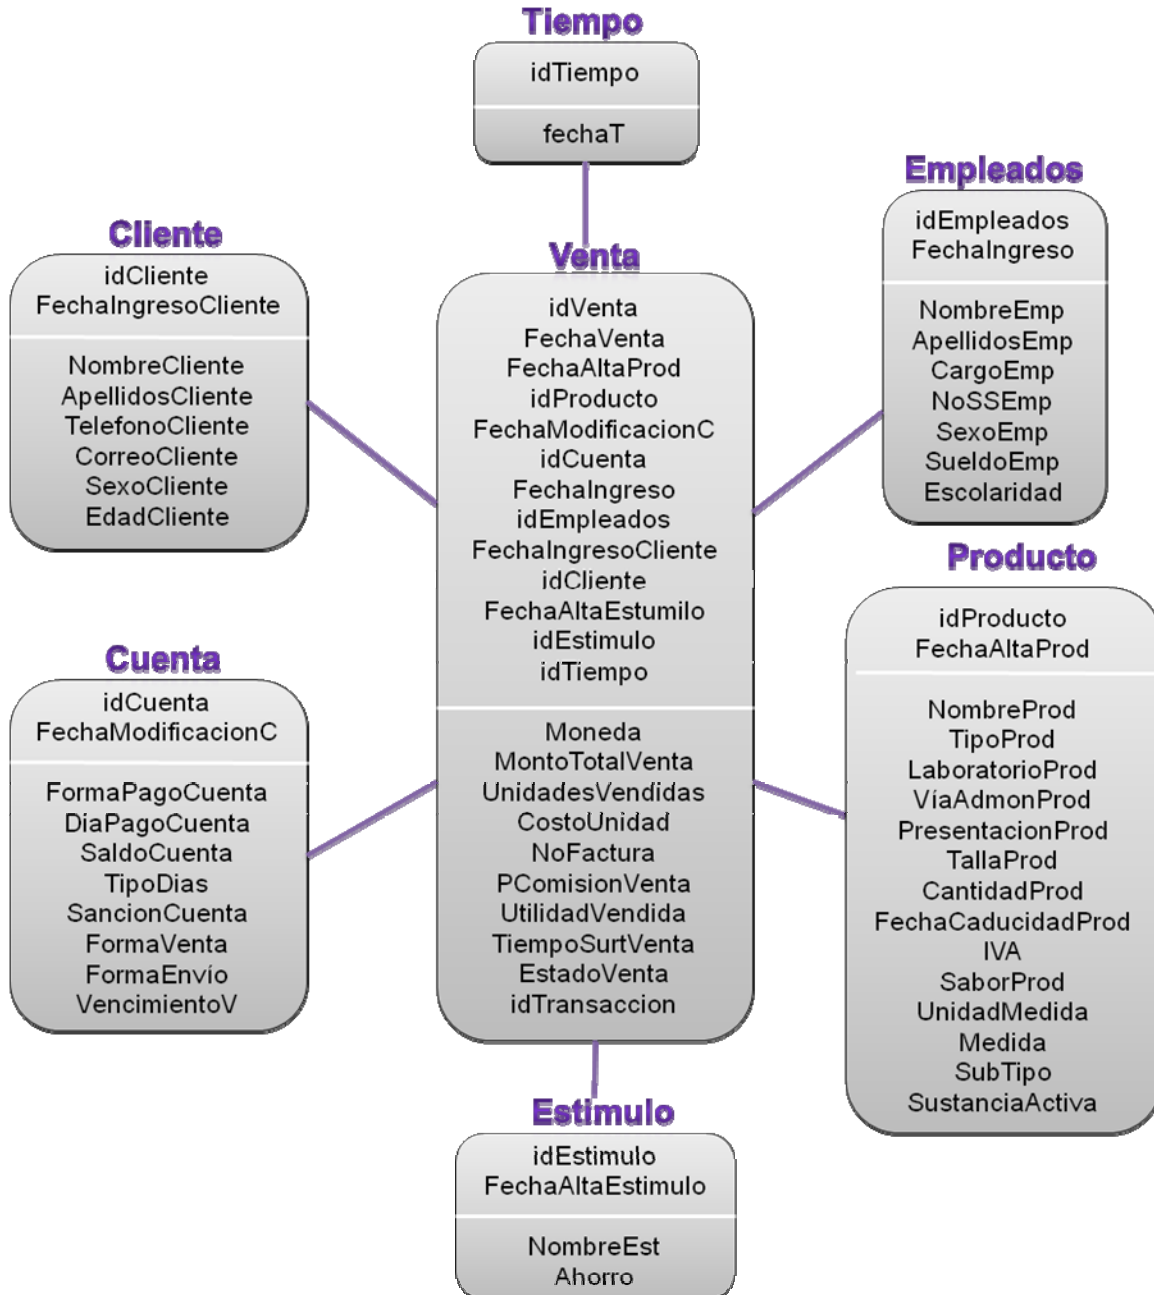 Tiempo
idTiempo
fechaT
Empleados
idEmpleados
FechaIngreso
NombreEmp
ApellidosEmp
CargoEmp
NoSSEmp
SexoEmp
SueldoEmp
Escolaridad
Cliente
idCliente
FechaIngresoCliente
NombreCliente
ApellidosCliente
TelefonoCliente
CorreoCliente
SexoCliente
EdadCliente
Venta
idVenta
FechaVenta
FechaAltaProd
idProducto
FechaModificacionC
idCuenta
FechaIngreso
idEmpleados
FechaIngresoCliente
idCliente
FechaAltaEstumilo
idEstimulo
idTiempo
Moneda
MontoTotalVenta
UnidadesVendidas
CostoUnidad
NoFactura
PComisionVenta
UtilidadVendida
TiempoSurtVenta
EstadoVenta
idTransaccion
Producto
idProducto
FechaAltaProd
NombreProd
TipoProd
LaboratorioProd
VíaAdmonProd
PresentacionProd
TallaProd
CantidadProd
FechaCaducidadProd
IVA
SaborProd
UnidadMedida
Medida
SubTipo
SustanciaActiva
Cuenta
idCuenta
FechaModificacionC
FormaPagoCuenta
DiaPagoCuenta
SaldoCuenta
TipoDias
SancionCuenta
FormaVenta
FormaEnvío
VencimientoV
Estimulo
idEstimulo
FechaAltaEstimulo
NombreEst
Ahorro